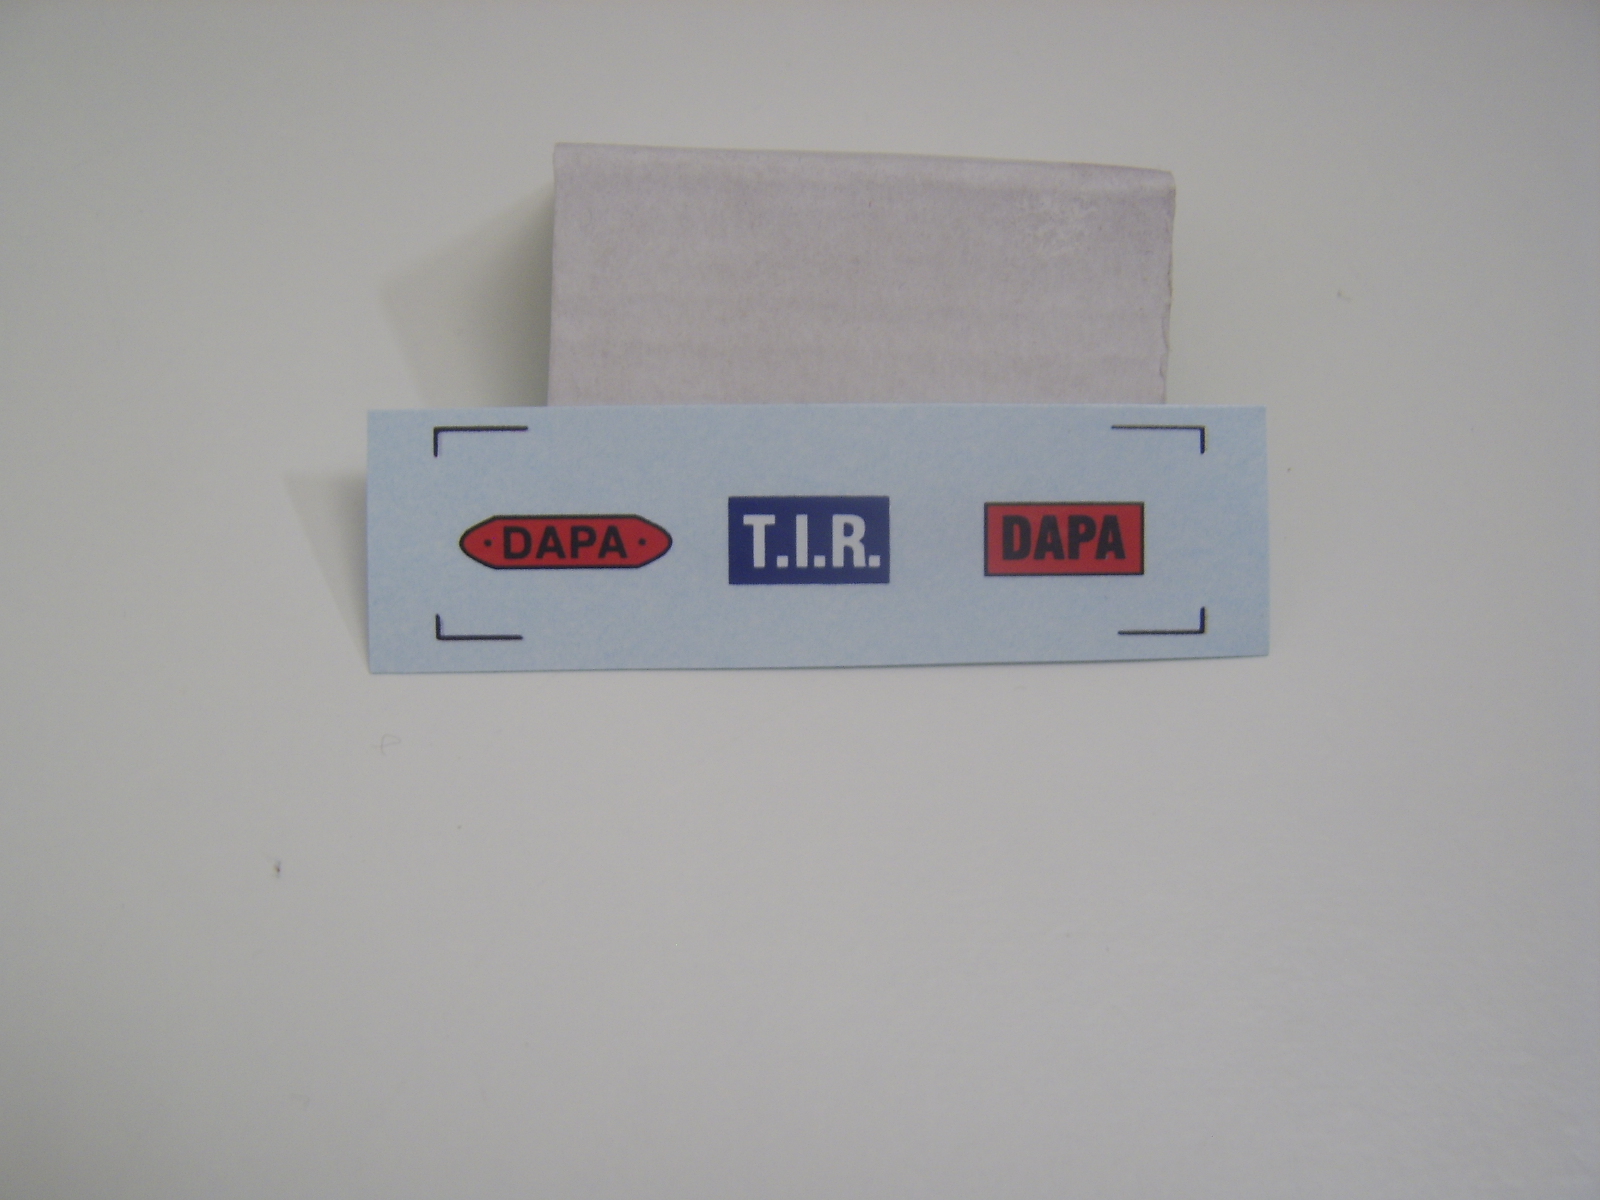 · DAPA ·
T.I.R.
DAPA